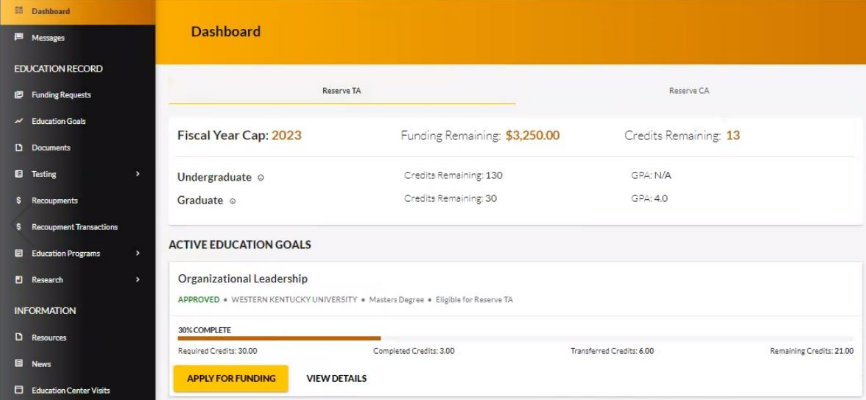 Dashboard
Messages
EDUCATION RECORD
Funding Requests
Education Goals
Documents
Testing
Recoupments
Recoupment Transactions
Education Programs
Research
INFORMATION
Resources
News
Education Center Visits
Dashboard
Reserve TA Reserve CA
Fiscal Year Cap: 2023 Funding Remaining: $3,250.00 Credits Remaining: 13
Undergraduate Credits Remaining: 130 GPA: N/A
Graduate Credits Remaining: 30 GPA: 4.0
ACTIVE EDUCATION GOALS
Organizational Leadership
APPROVED • WESTERN KENTUCKY UNIVERSITY • Masters Degree • Eligible for Reserve TA
30% COMPLETE
Required Credits: 30.00 Completed Credits: 3.00 Transferred Credits: 6.00 Remaining Credits: 21.00
APPLY FOR FUNDING VIEW DETAILS